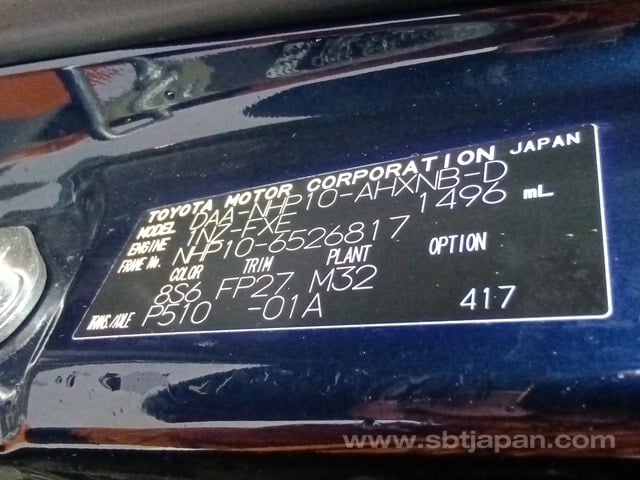 TOYOTA MOTOR CORPORATION JAPAN
MODEL DAA-NHP10-AHXNB-D
ENGINE 1NZ-FXE 1496 mL
FRAME No. NHP10-6526817
COLOR TRIM PLANT OPTION
8S6 FP27 M32
TRANS./AXLE P510 -01A 417
www.sbtjapan.com